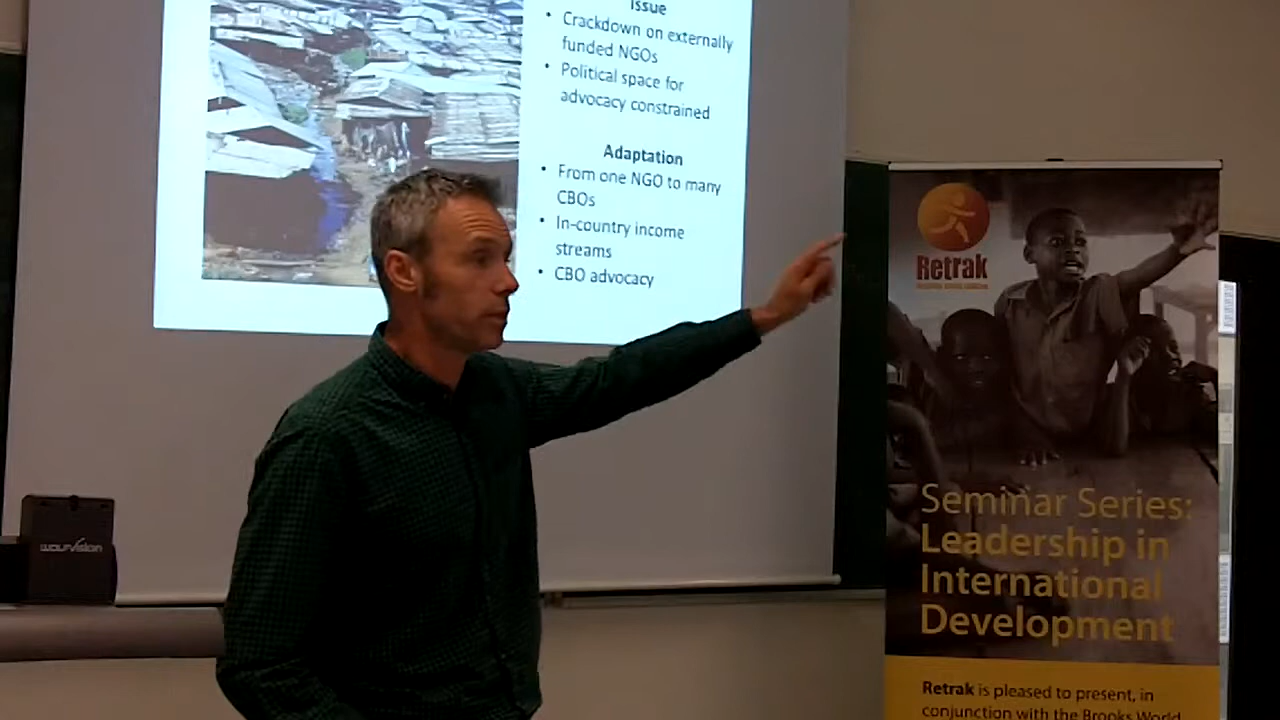 Issue
• Crackdown on externally
funded NGOs
• Political space for
advocacy constrained
Adaptation
• From one NGO to many
CBOs
• In-country income
streams
• CBO advocacy
wolfvision
Retrak
Seminar Series:
Leadership in
International
Development
Retrak is pleased to present, in
conjunction with the Brooks World